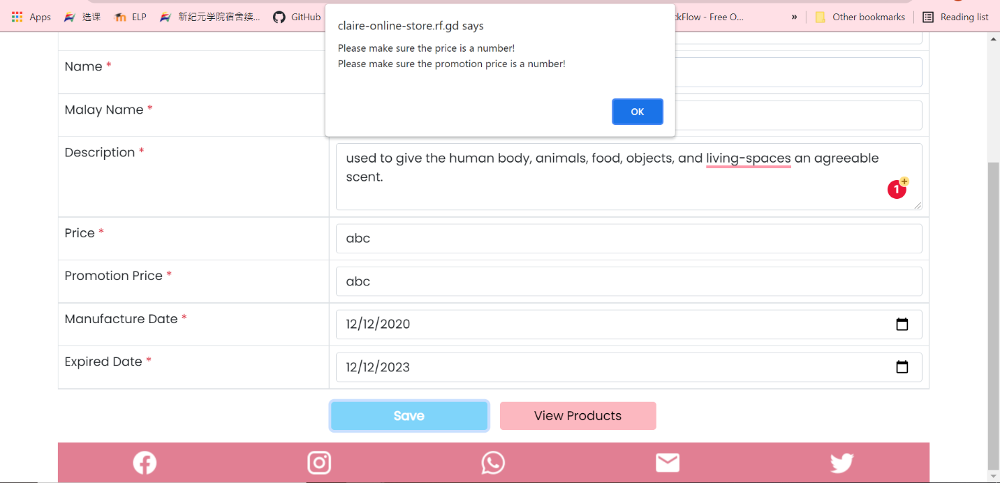 Apps
选课
ELP
新纪元学院宿舍续...
GitHub
ckFlow - Free O...
»
Other bookmarks
Reading list
claire-online-store.rf.gd says
Please make sure the price is a number!
Please make sure the promotion price is a number!
OK
Name *
Malay Name *
Description *
used to give the human body, animals, food, objects, and living-spaces an agreeable
scent.
1
Price *
abc
Promotion Price *
abc
Manufacture Date *
12/12/2020
Expired Date *
12/12/2023
Save
View Products